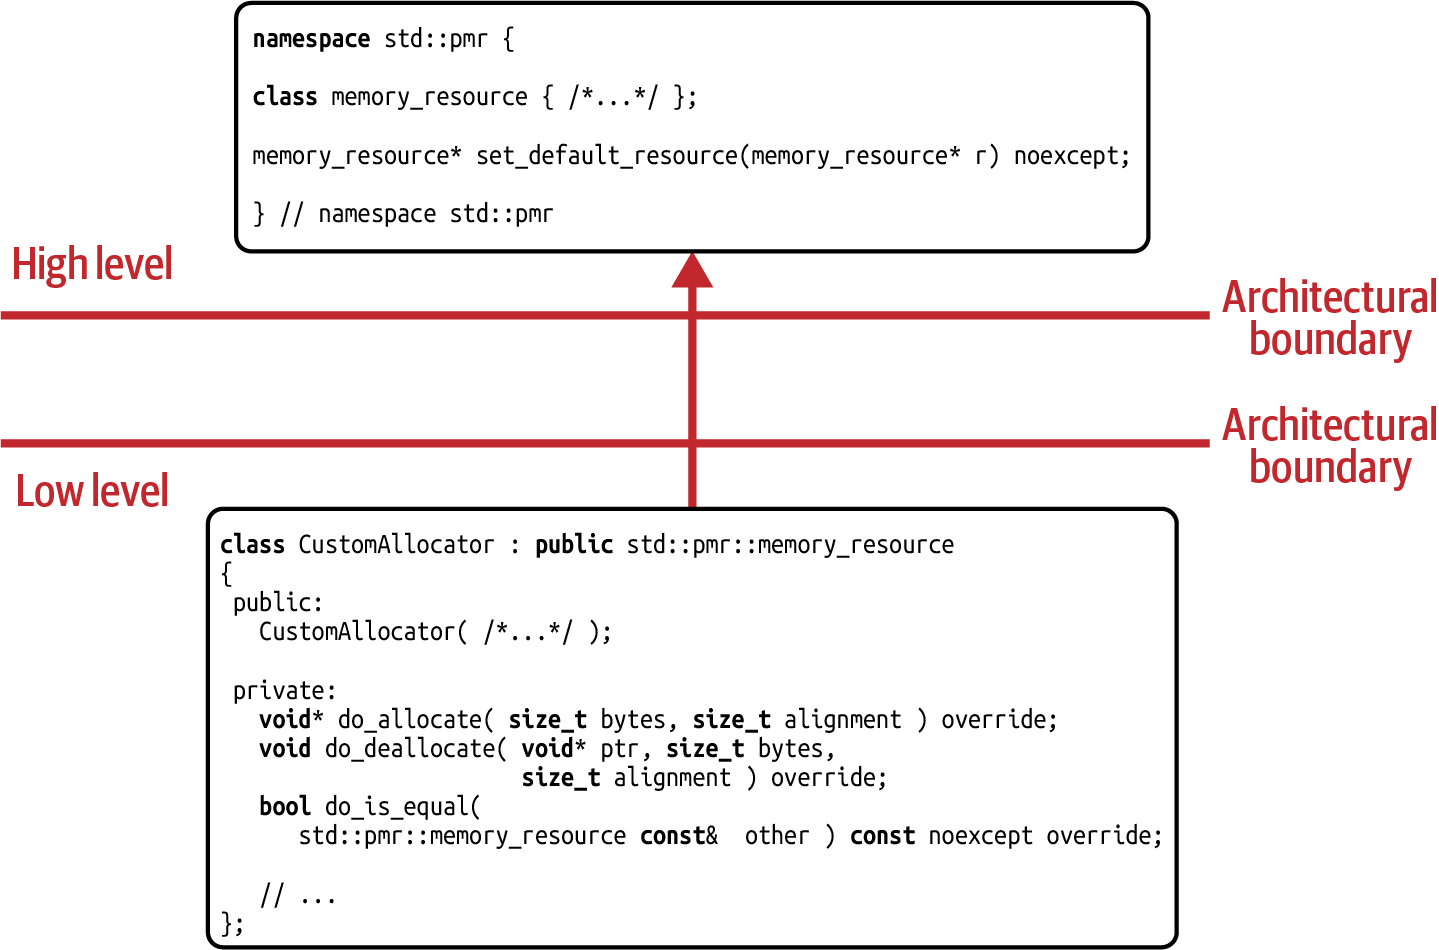 namespace std::pmr {
class memory_resource { /*...*/ };
memory_resource* set_default_resource(memory_resource* r) noexcept;
} // namespace std::pmr
High level
Architectural
boundary
Architectural
boundary
Low level
class CustomAllocator : public std::pmr::memory_resource
{
 public:
   CustomAllocator( /*...*/ );
 private:
   void* do_allocate( size_t bytes, size_t alignment ) override;
   void do_deallocate( void* ptr, size_t bytes,
                       size_t alignment ) override;
   bool do_is_equal(
      std::pmr::memory_resource const&  other ) const noexcept override;
   // ...
};